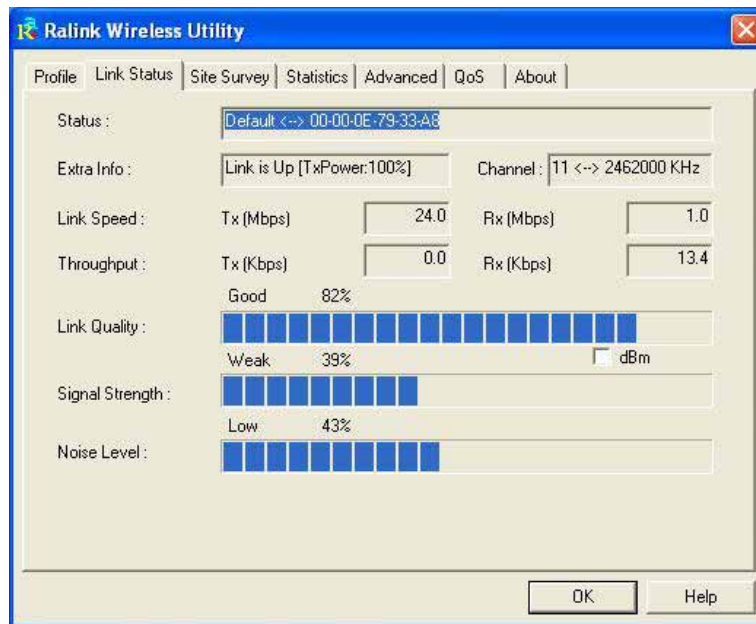 Ralink Wireless Utility
Profile Link Status Site Survey Statistics Advanced QoS About
Status : Default <--> 00-00-0E-79-33-A8
Extra Info : Link is Up [TxPower:100%] Channel : 11 <--> 2462000 KHz
Link Speed : Tx (Mbps) 24.0 Rx (Mbps) 1.0
Throughput : Tx (Kbps) 0.0 Rx (Kbps) 13.4
Good 82%
Link Quality :
Weak 39% dBm
Signal Strength :
Low 43%
Noise Level :
OK Help